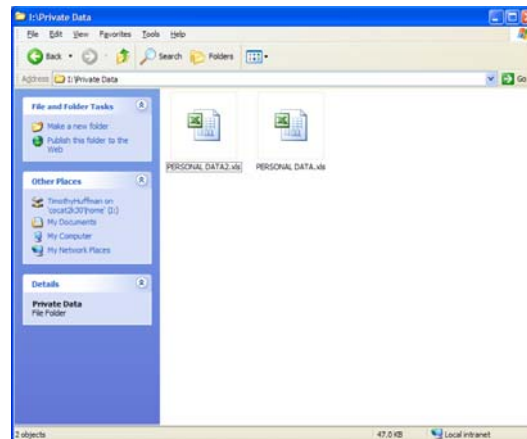 I:\Private Data
File Edit View Favorites Tools Help
Back Search Folders
Address I:\Private Data Go
File and Folder Tasks
Make a new folder
Publish this folder to the
Web
Other Places
TimothyHuffman on
My Documents
My Computer
My Network Places
Details
Private Data
File Folder
PERSONAL DATA2.xls PERSONAL DATA.xls
2 objects 47.0 KB Local intranet